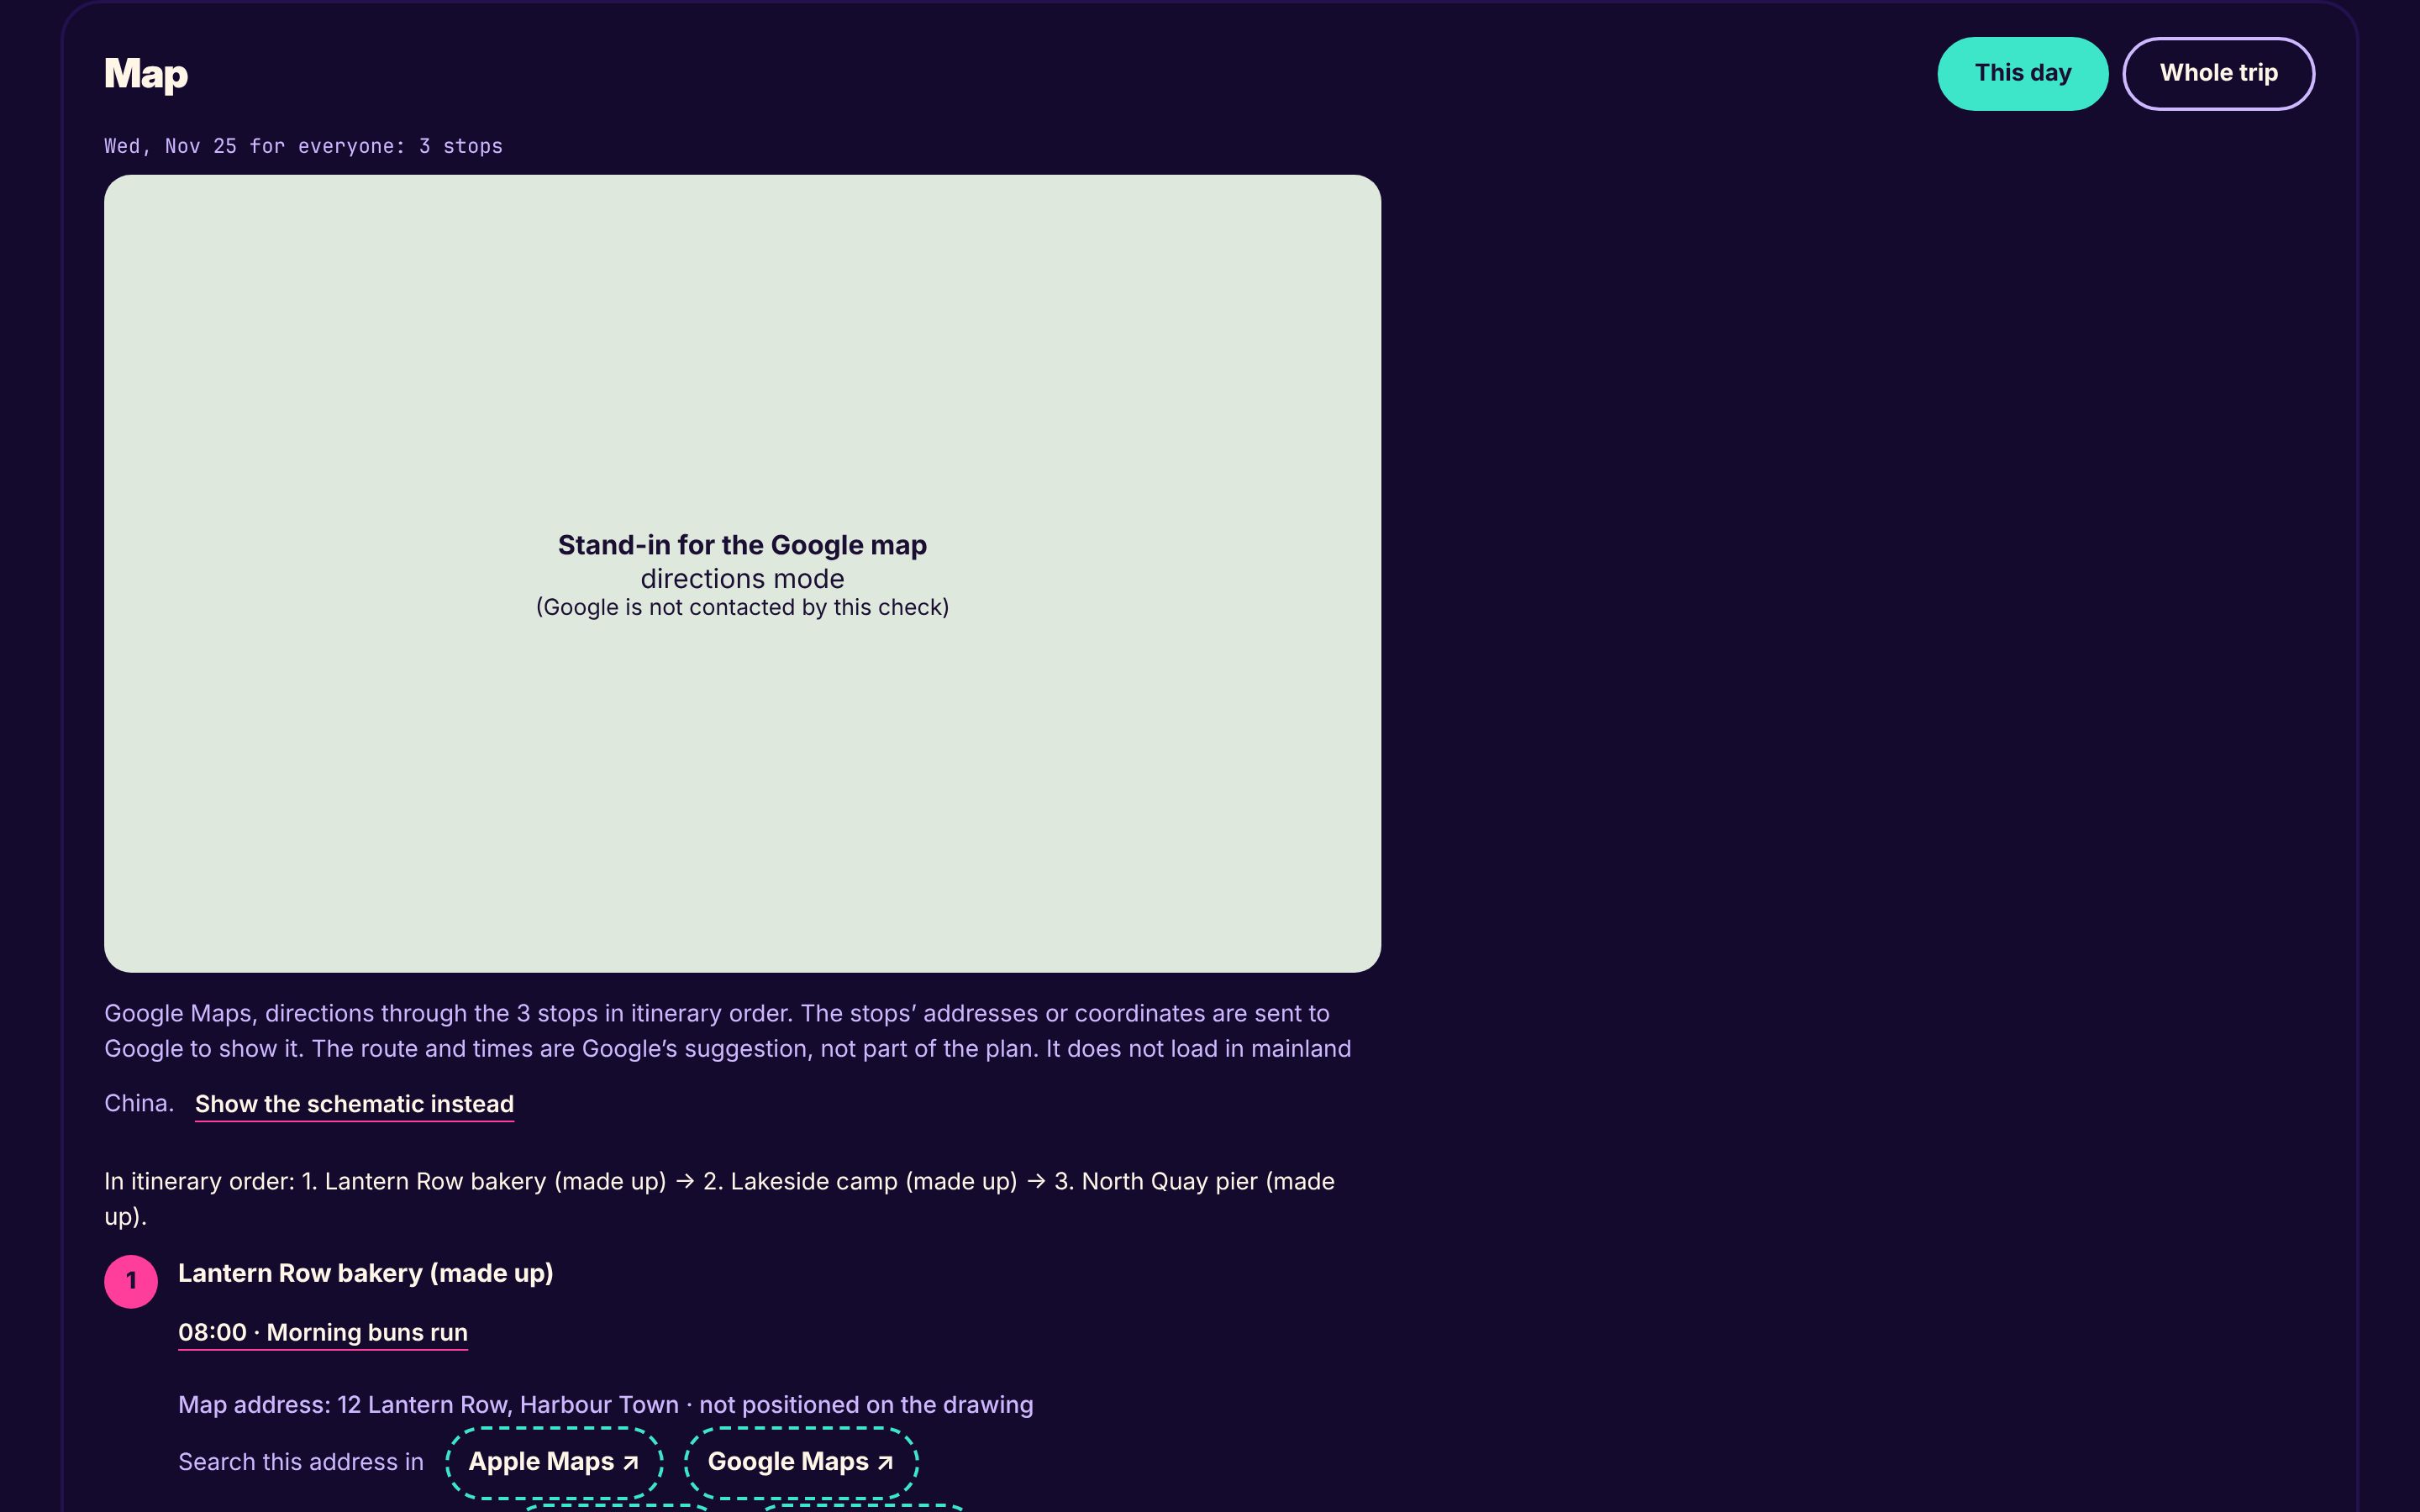 Map
This day
Whole trip
Wed, Nov 25 for everyone: 3 stops
Stand-in for the Google map
directions mode
(Google is not contacted by this check)
Google Maps, directions through the 3 stops in itinerary order. The stops’ addresses or coordinates are sent to
Google to show it. The route and times are Google’s suggestion, not part of the plan. It does not load in mainland
China. Show the schematic instead
In itinerary order: 1. Lantern Row bakery (made up) → 2. Lakeside camp (made up) → 3. North Quay pier (made
up).
1 Lantern Row bakery (made up)
08:00 · Morning buns run
Map address: 12 Lantern Row, Harbour Town · not positioned on the drawing
Search this address in Apple Maps ↗ Google Maps ↗